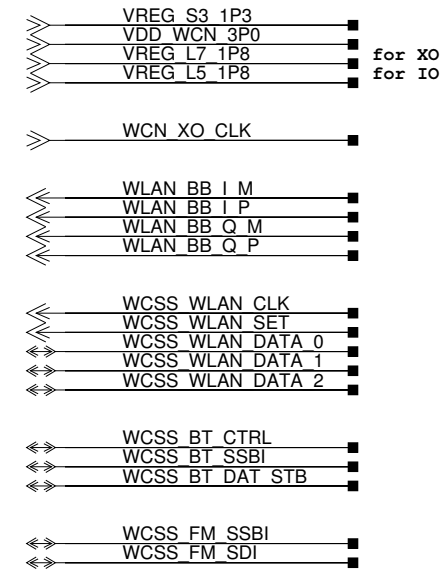 VREG_S3_1P3
VDD_WCN_3P0
VREG_L7_1P8 for XO
VREG_L5_1P8 for IO
WCN_XO_CLK
WLAN_BB_I_M
WLAN_BB_I_P
WLAN_BB_Q_M
WLAN_BB_Q_P
WCSS_WLAN_CLK
WCSS_WLAN_SET
WCSS_WLAN_DATA_0
WCSS_WLAN_DATA_1
WCSS_WLAN_DATA_2
WCSS_BT_CTRL
WCSS_BT_SSBI
WCSS_BT_DAT_STB
WCSS_FM_SSBI
WCSS_FM_SDI